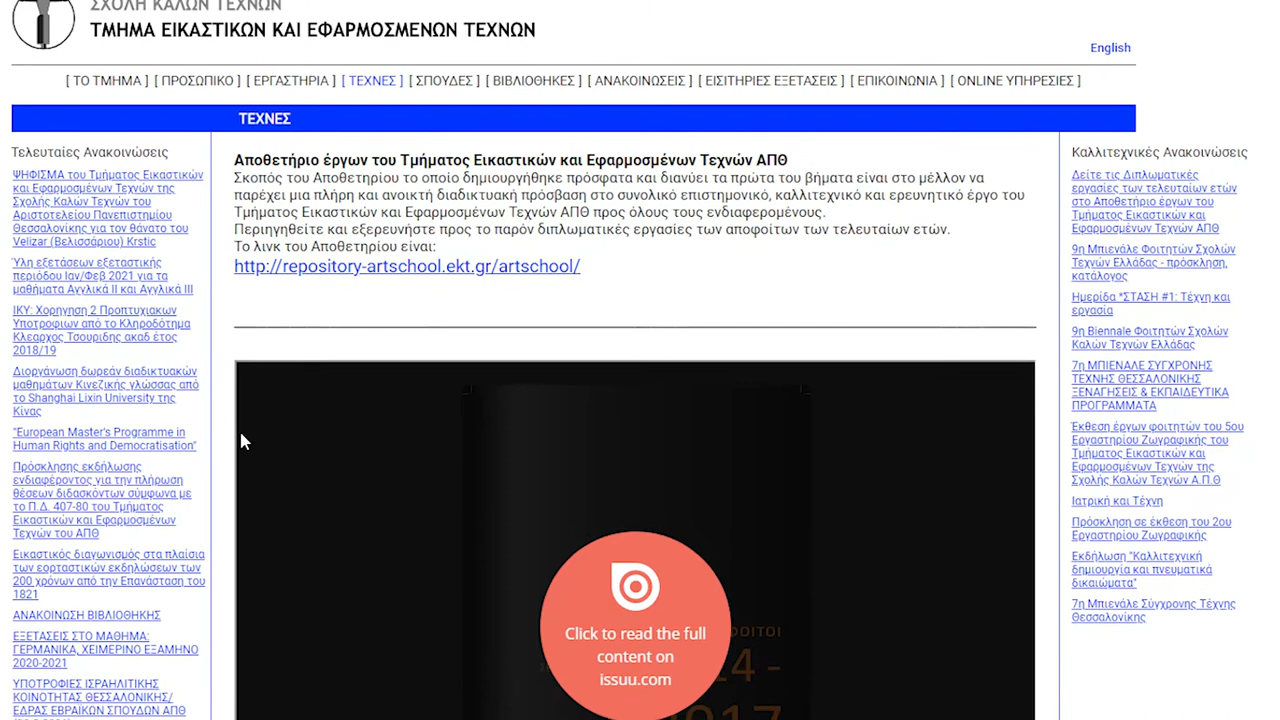 ΣΧΟΛΗ ΚΑΛΩΝ ΤΕΧΝΩΝ
ΤΜΗΜΑ ΕΙΚΑΣΤΙΚΩΝ ΚΑΙ ΕΦΑΡΜΟΣΜΕΝΩΝ ΤΕΧΝΩΝ
English
[ ΤΟ ΤΜΗΜΑ ] [ ΠΡΟΣΩΠΙΚΟ ] [ ΕΡΓΑΣΤΗΡΙΑ ] [ ΤΕΧΝΕΣ ] [ ΣΠΟΥΔΕΣ ] [ ΒΙΒΛΙΟΘΗΚΕΣ ] [ ΑΝΑΚΟΙΝΩΣΕΙΣ ] [ ΕΙΣΙΤΗΡΙΕΣ ΕΞΕΤΑΣΕΙΣ ] [ ΕΠΙΚΟΙΝΩΝΙΑ ] [ ONLINE ΥΠΗΡΕΣΙΕΣ ]
ΤΕΧΝΕΣ
Τελευταίες Ανακοινώσεις
ΨΗΦΙΣΜΑ του Τμήματος Εικαστικών
και Εφαρμοσμένων Τεχνών της
Σχολής Καλών Τεχνών του
Αριστοτελείου Πανεπιστημίου
Θεσσαλονίκης για τον θάνατο του
Velizar (Βελισσάριου) Krstic
Ύλη εξετάσεων εξεταστικής
περιόδου Ιαν/Φεβ 2021 για τα
μαθήματα Αγγλικά ΙΙ και Αγγλικά ΙΙΙ
ΙΚΥ: Χορηγηση 2 Προπτυχιακων
Υποτροφιων από το Κληροδότημα
Κλεαρχος Τσουριδης ακαδ έτος
2018/19
Διοργάνωση δωρεάν διαδικτυακών
μαθημάτων Κινεζικής γλώσσας από
το Shanghai Lixin University της
Κίνας
"European Master's Programme in
Human Rights and Democratisation"
Πρόσκλησης εκδήλωσης
ενδιαφέροντος για την πλήρωση
θέσεων διδασκόντων σύμφωνα με
το Π.Δ. 407-80 του Τμήματος
Εικαστικών και Εφαρμοσμένων
Τεχνών του ΑΠΘ
Εικαστικός διαγωνισμός στα πλαίσια
των εορταστικών εκδηλώσεων των
200 χρόνων από την Επανάσταση του
1821
ΑΝΑΚΟΙΝΩΣΗ ΒΙΒΛΙΟΘΗΚΗΣ
ΕΞΕΤΑΣΕΙΣ ΣΤΟ ΜΑΘΗΜΑ:
ΓΕΡΜΑΝΙΚΑ, ΧΕΙΜΕΡΙΝΟ ΕΞΑΜΗΝΟ
2020-2021
ΥΠΟΤΡΟΦΙΕΣ ΙΣΡΑΗΛΙΤΙΚΗΣ
ΚΟΙΝΟΤΗΤΑΣ ΘΕΣΣΑΛΟΝΙΚΗΣ/
ΕΔΡΑΣ ΕΒΡΑΪΚΩΝ ΣΠΟΥΔΩΝ ΑΠΘ
Αποθετήριο έργων του Τμήματος Εικαστικών και Εφαρμοσμένων Τεχνών ΑΠΘ
Σκοπός του Αποθετηρίου το οποίο δημιουργήθηκε πρόσφατα και διανύει τα πρώτα του βήματα είναι στο μέλλον να
παρέχει μια πλήρη και ανοικτή διαδικτυακή πρόσβαση στο συνολικό επιστημονικό, καλλιτεχνικό και ερευνητικό έργο του
Τμήματος Εικαστικών και Εφαρμοσμένων Τεχνών ΑΠΘ προς όλους τους ενδιαφερομένους.
Περιηγηθείτε και εξερευνήστε προς το παρόν διπλωματικές εργασίες των αποφοίτων των τελευταίων ετών.
Το λινκ του Αποθετηρίου είναι:
http://repository-artschool.ekt.gr/artschool/
Click to read the full
content on
issuu.com
ΦΟΙΤΟΙ
14 -
2017
Καλλιτεχνικές Ανακοινώσεις
Δείτε τις Διπλωματικές
εργασίες των τελευταίων ετών
στο Αποθετήριο έργων του
Τμήματος Εικαστικών και
Εφαρμοσμένων Τεχνών ΑΠΘ
9η Μπιενάλε Φοιτητών Σχολών
Τεχνών Ελλάδας - πρόσκληση,
κατάλογος
Ημερίδα *ΣΤΑΣΗ #1: Τέχνη και
εργασία
9η Biennale Φοιτητών Σχολών
Καλών Τεχνών Ελλάδας
7η ΜΠΙΕΝΑΛΕ ΣΥΓΧΡΟΝΗΣ
ΤΕΧΝΗΣ ΘΕΣΣΑΛΟΝΙΚΗΣ
ΞΕΝΑΓΗΣΕΙΣ & ΕΚΠΑΙΔΕΥΤΙΚΑ
ΠΡΟΓΡΑΜΜΑΤΑ
Έκθεση έργων φοιτητών του 5ου
Εργαστηρίου Ζωγραφικής του
Τμήματος Εικαστικών και
Εφαρμοσμένων Τεχνών της
Σχολής Καλών Τεχνών Α.Π.Θ
Ιατρική και Τέχνη
Πρόσκληση σε έκθεση του 2ου
Εργαστηρίου Ζωγραφικής
Εκδήλωση "Καλλιτεχνική
δημιουργία και πνευματικά
δικαιώματα"
7η Μπιενάλε Σύγχρονης Τέχνης
Θεσσαλονίκης